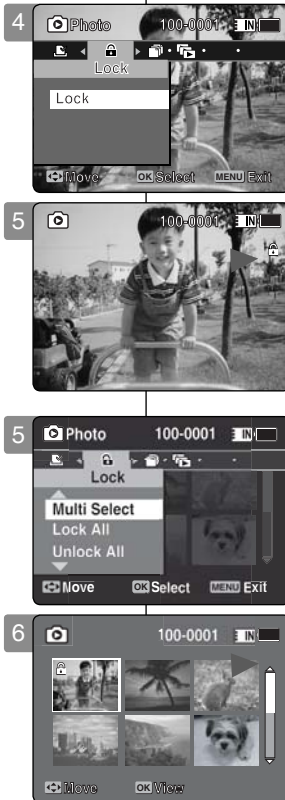 4
Photo 100-0001 IN
Lock
Lock
Move OK Select MENU Exit
5
100-0001 IN
5
Photo 100-0001 IN
Lock
Multi Select
Lock All
Unlock All
Move OK Select MENU Exit
6
100-0001 IN
Move OK View